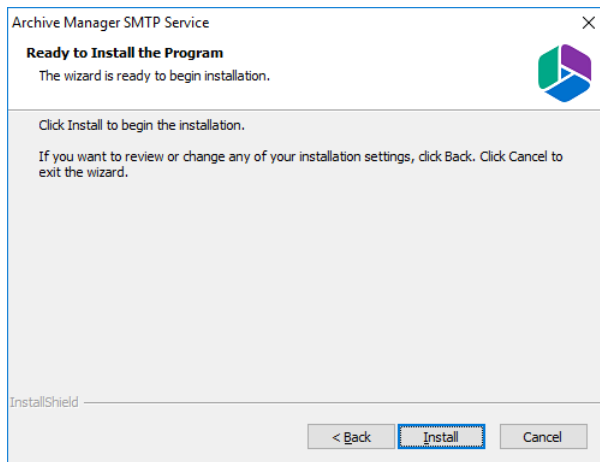 Archive Manager SMTP Service
Ready to Install the Program
The wizard is ready to begin installation.
Click Install to begin the installation.
If you want to review or change any of your installation settings, click Back. Click Cancel to
exit the wizard.
InstallShield
< Back
Install
Cancel